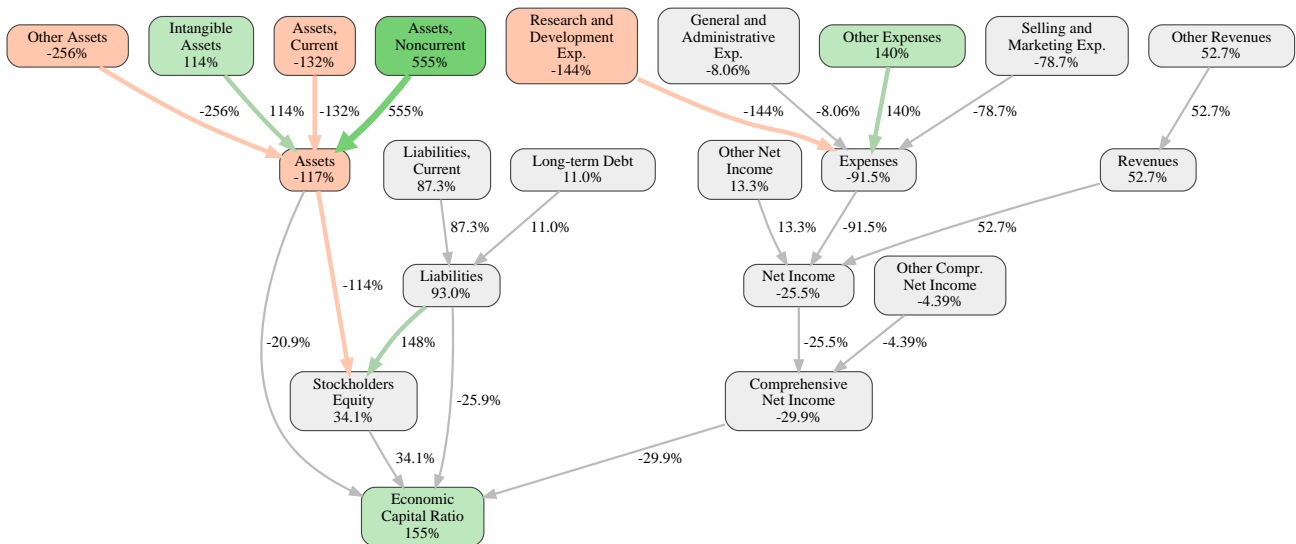 Other Assets
-256%
Intangible
Assets
114%
Assets,
Current
-132%
Assets,
Noncurrent
555%
Research and
Development
Exp.
-144%
General and
Administrative
Exp.
-8.06%
Other Expenses
140%
Selling and
Marketing Exp.
-78.7%
Other Revenues
52.7%
-256%
114%
-132%
555%
-144%
-8.06%
140%
-78.7%
52.7%
Assets
-117%
Liabilities,
Current
87.3%
Long-term Debt
11.0%
Other Net
Income
13.3%
Expenses
-91.5%
Revenues
52.7%
87.3%
11.0%
13.3%
-91.5%
52.7%
-114%
Liabilities
93.0%
Net Income
-25.5%
Other Compr.
Net Income
-4.39%
-20.9%
148%
-25.5%
-4.39%
Stockholders
Equity
34.1%
-25.9%
Comprehensive
Net Income
-29.9%
34.1%
-29.9%
Economic
Capital Ratio
155%